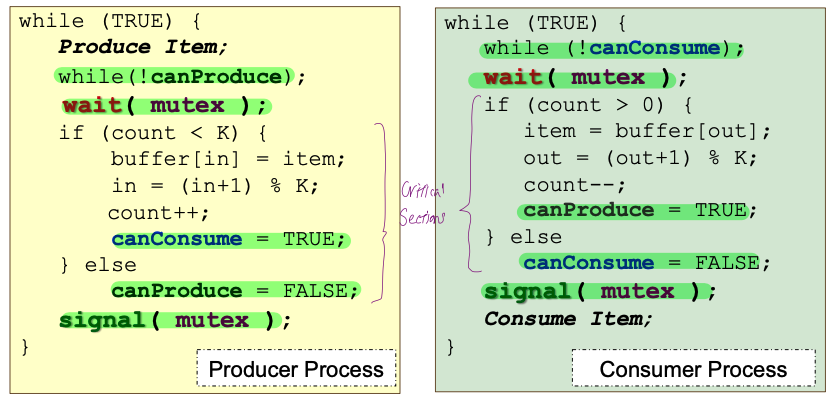 while (TRUE) {
Produce Item;
while(!canProduce);
wait( mutex );
if (count < K) {
buffer[in] = item;
in = (in+1) % K;
count++;
canConsume = TRUE;
} else
canProduce = FALSE;
signal( mutex );
}
Producer Process
Critical
Sections
while (TRUE) {
while (!canConsume);
wait( mutex );
if (count > 0) {
item = buffer[out];
out = (out+1) % K;
count--;
canProduce = TRUE;
} else
canConsume = FALSE;
signal( mutex );
Consume Item;
}
Consumer Process